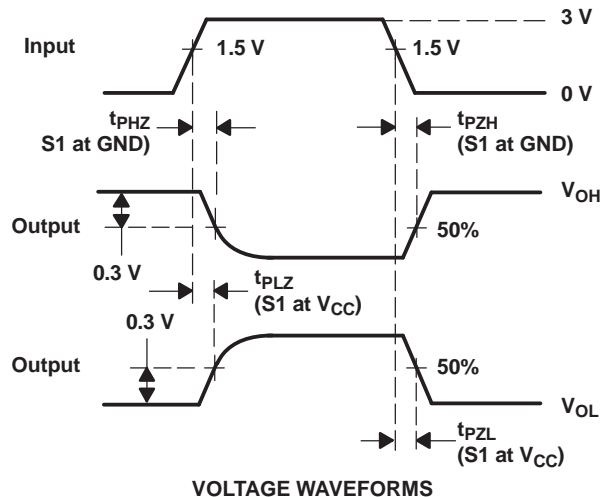 3 V
Input
1.5 V
1.5 V
0 V
tPHZ
S1 at GND)
tPZH
(S1 at GND)
VOH
Output
50%
0.3 V
tPLZ
(S1 at VCC)
0.3 V
Output
50%
VOL
tPZL
(S1 at VCC)
VOLTAGE WAVEFORMS